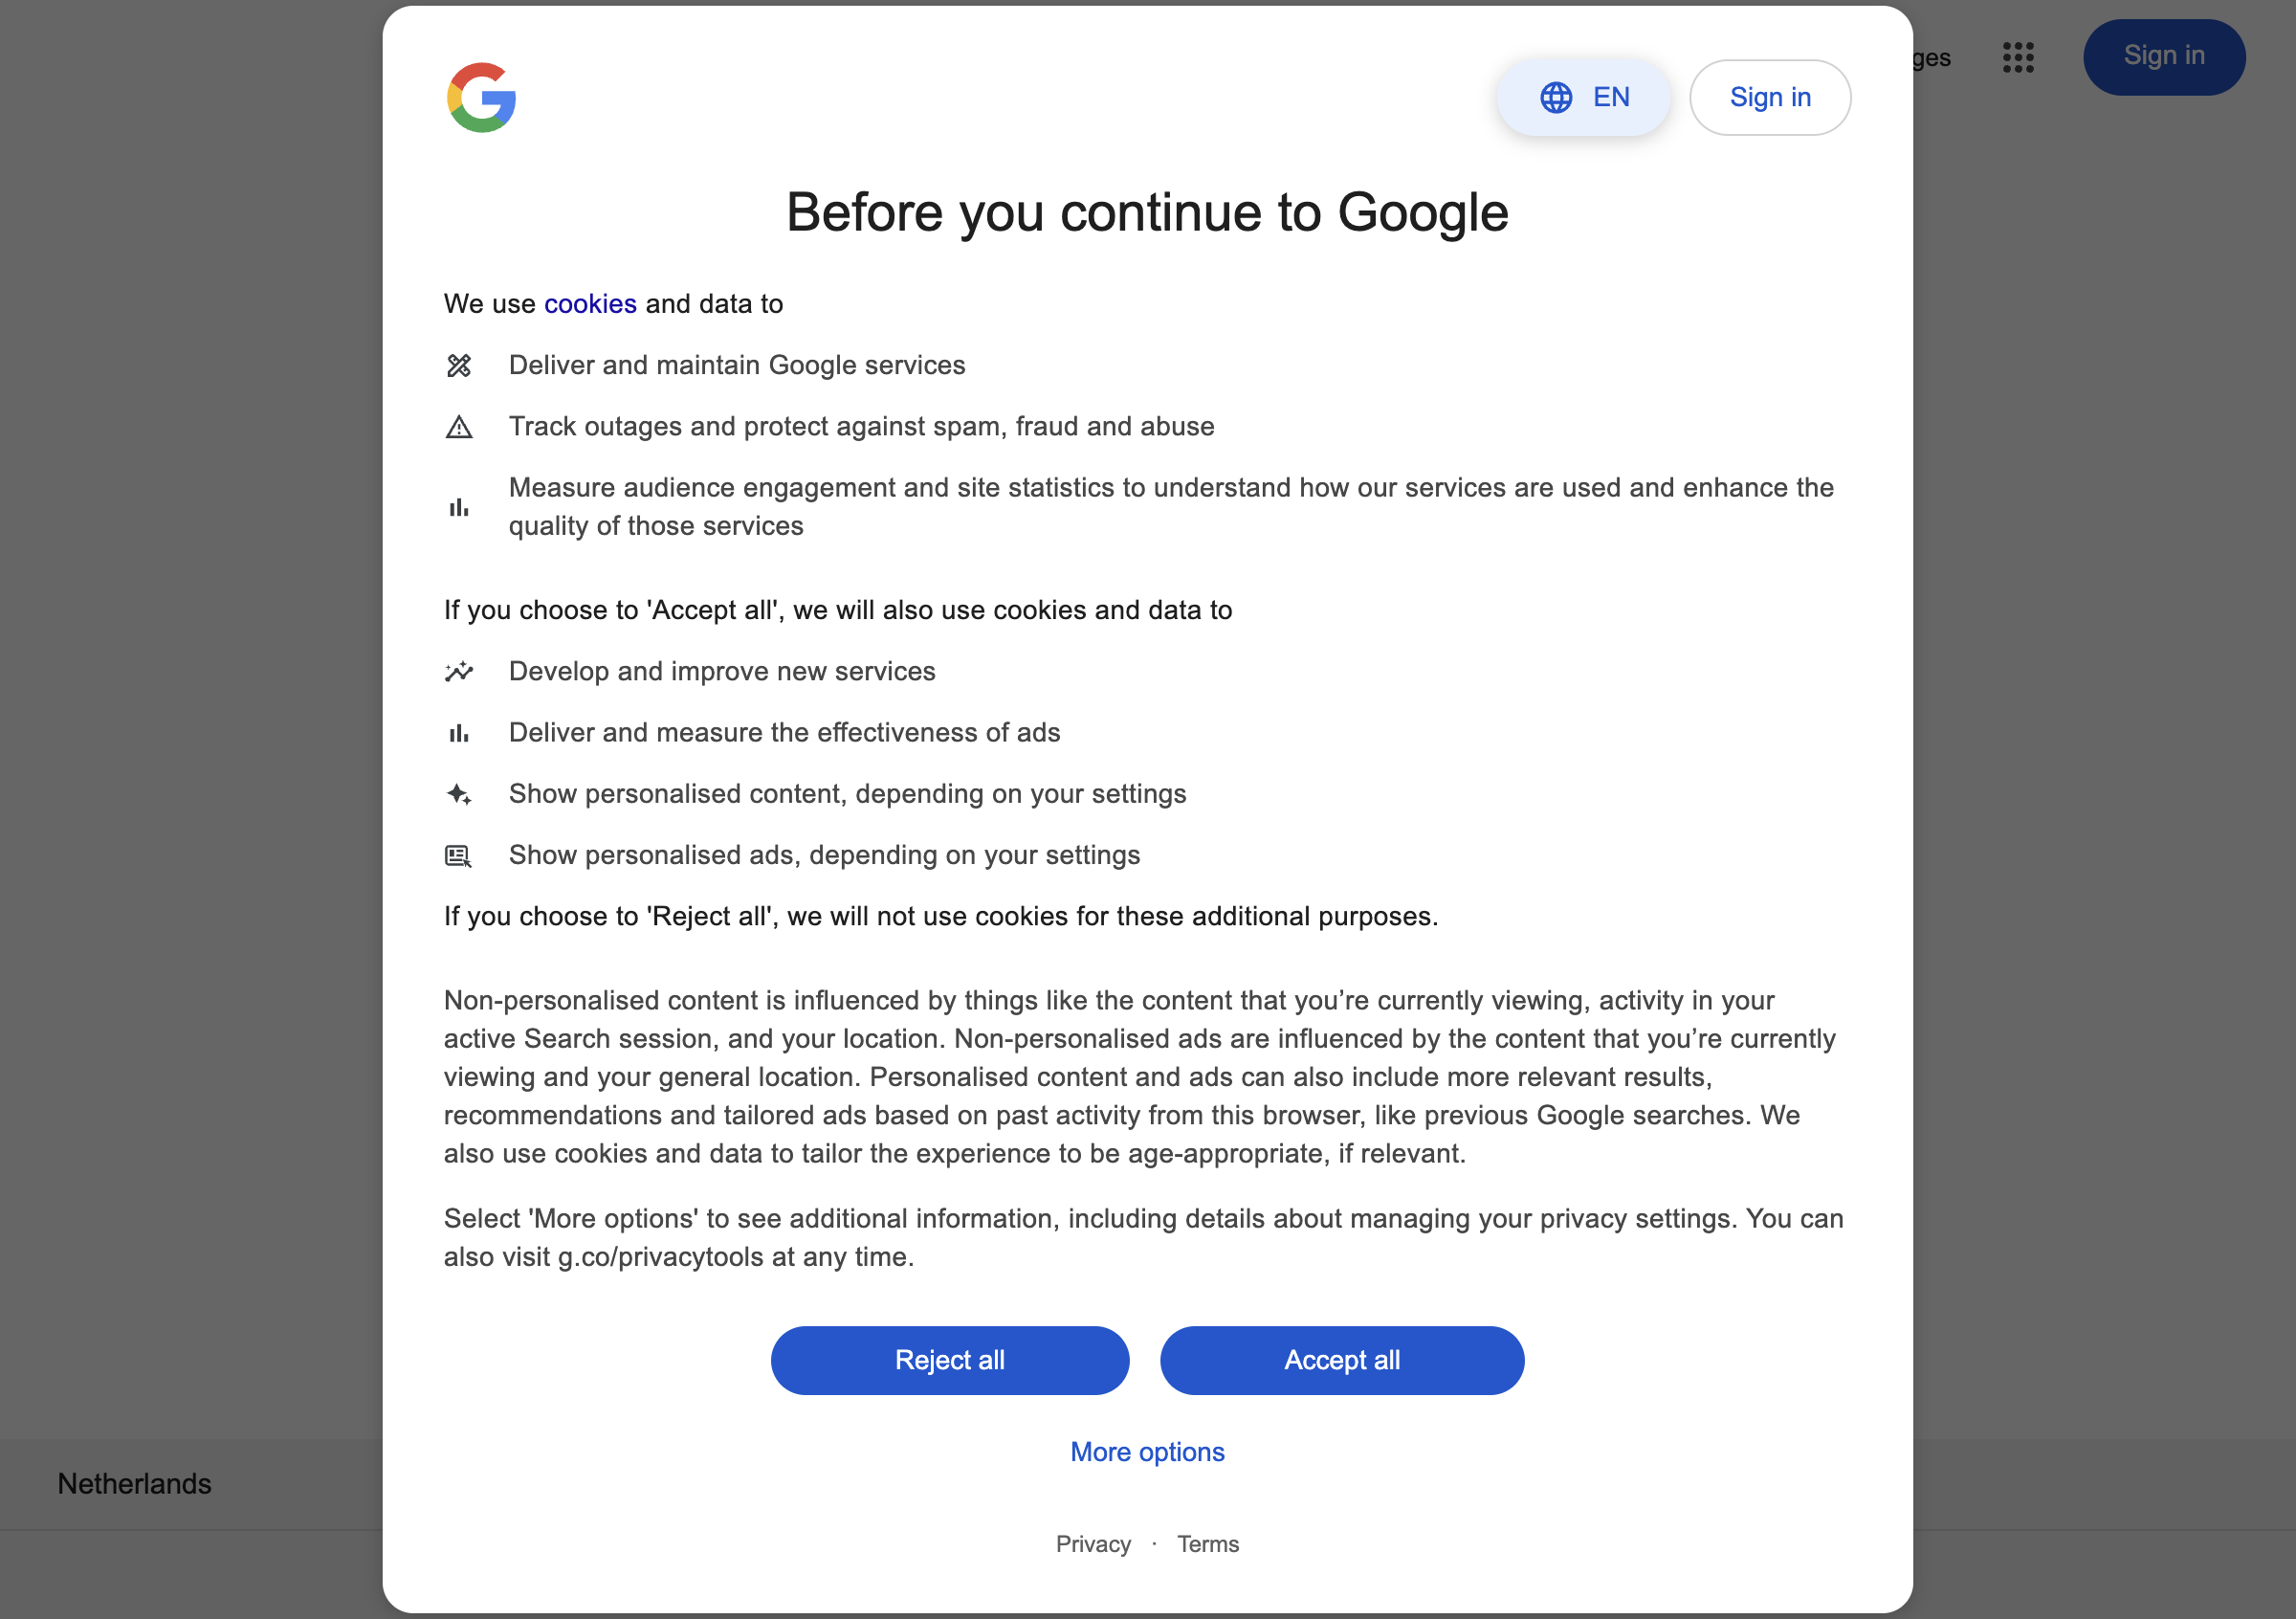 EN
Sign in
ges
Sign in
Before you continue to Google
We use cookies and data to
Deliver and maintain Google services
Track outages and protect against spam, fraud and abuse
Measure audience engagement and site statistics to understand how our services are used and enhance the
quality of those services
If you choose to 'Accept all', we will also use cookies and data to
Develop and improve new services
Deliver and measure the effectiveness of ads
Show personalised content, depending on your settings
Show personalised ads, depending on your settings
If you choose to 'Reject all', we will not use cookies for these additional purposes.
Non-personalised content is influenced by things like the content that you’re currently viewing, activity in your
active Search session, and your location. Non-personalised ads are influenced by the content that you’re currently
viewing and your general location. Personalised content and ads can also include more relevant results,
recommendations and tailored ads based on past activity from this browser, like previous Google searches. We
also use cookies and data to tailor the experience to be age-appropriate, if relevant.
Select 'More options' to see additional information, including details about managing your privacy settings. You can
also visit g.co/privacytools at any time.
Reject all
Accept all
More options
Netherlands
Privacy · Terms